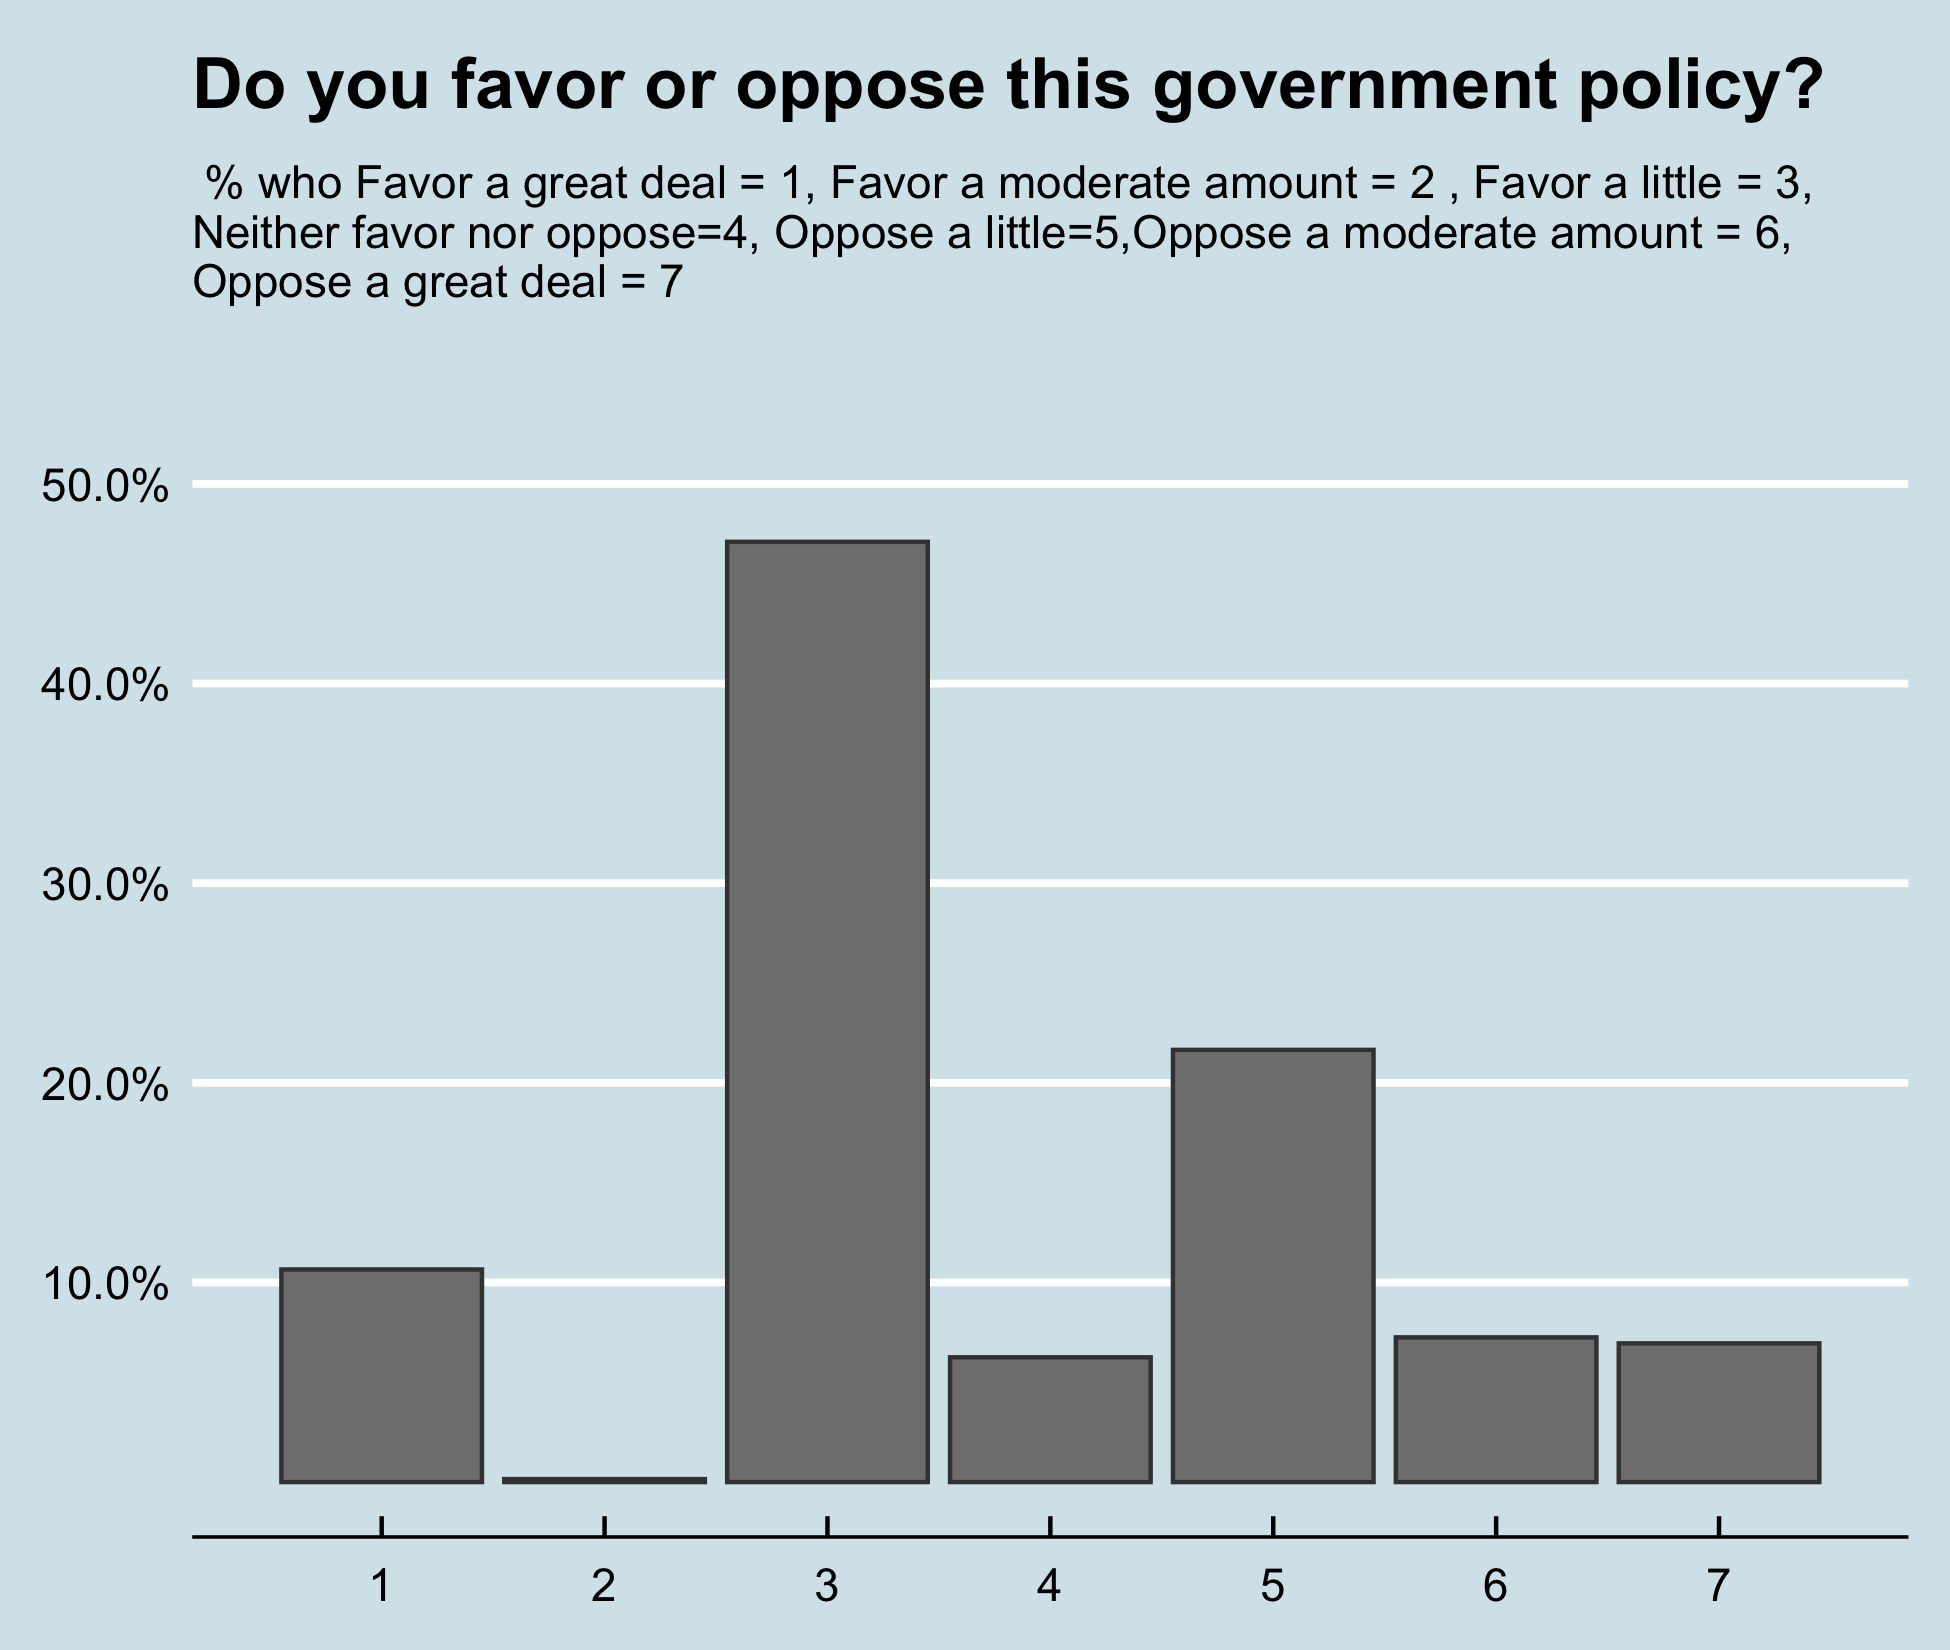 Do you favor or oppose this government policy?
% who Favor a great deal = 1, Favor a moderate amount = 2 , Favor a little = 3,
Neither favor nor oppose=4, Oppose a little=5,Oppose a moderate amount = 6,
Oppose a great deal = 7
50.0%
40.0%
30.0%
20.0%
10.0%
1 2 3 4 5 6 7